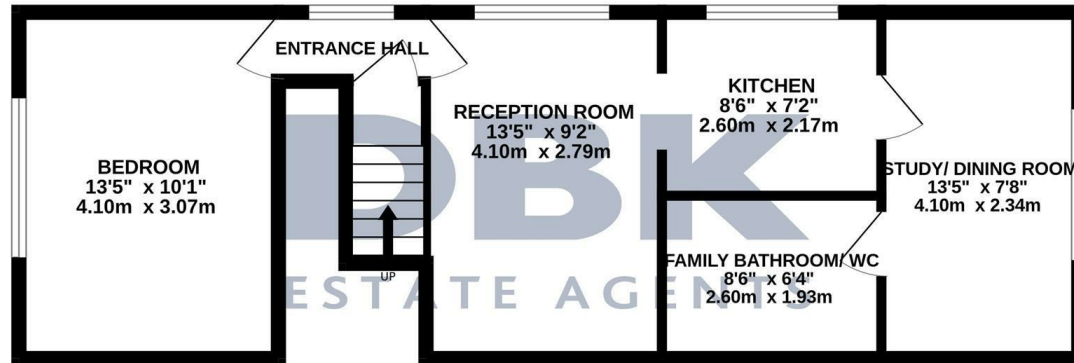 ENTRANCE HALL
BEDROOM
13'5" x 10'1"
4.10m x 3.07m
UP
RECEPTION ROOM
13'5" x 9'2"
4.10m x 2.79m
KITCHEN
8'6" x 7'2"
2.60m x 2.17m
FAMILY BATHROOM/ WC
8'6" x 6'4"
2.60m x 1.93m
STUDY/ DINING ROOM
13'5" x 7'8"
4.10m x 2.34m
DBK
ESTATE AGENTS